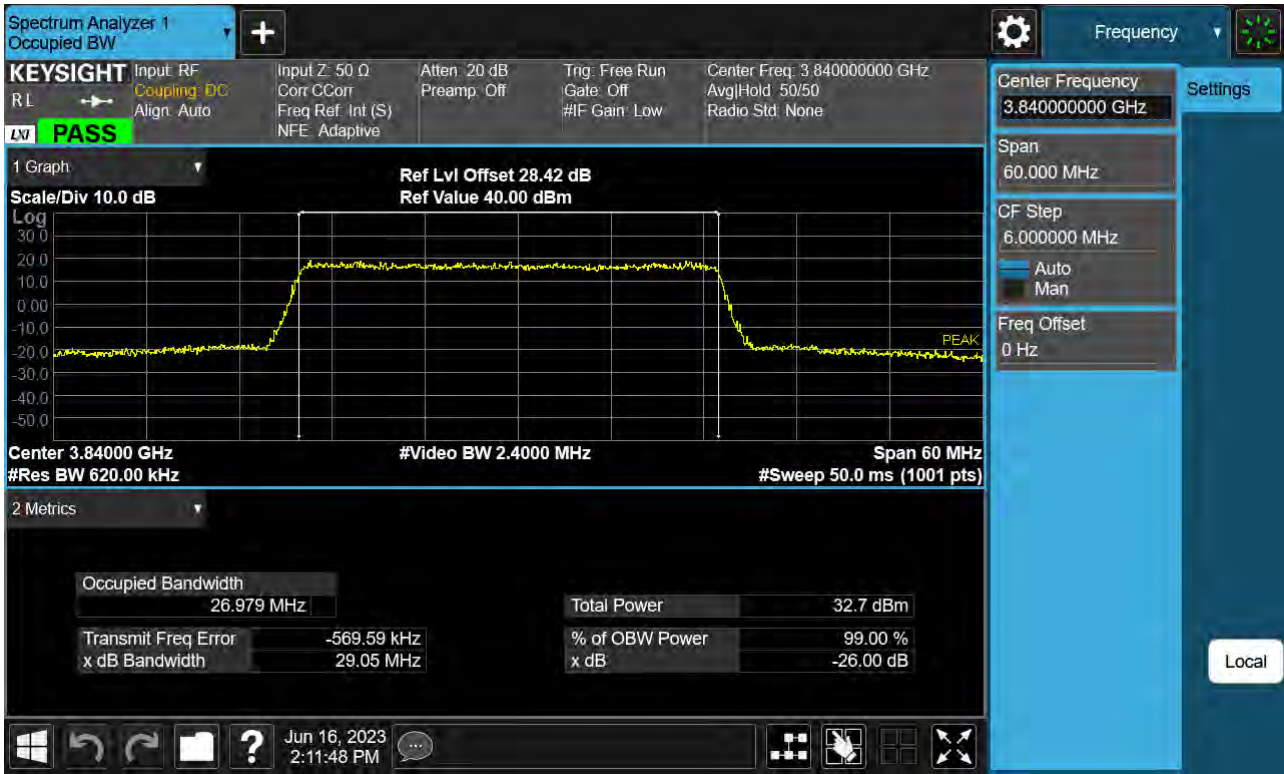 Spectrum Analyzer 1
Occupied BW
+
Frequency
KEYSIGHT
RL
LXI PASS
Input: RF
Coupling: DC
Align: Auto
Input Z: 50 Ω
Corr CCorr
Freq Ref: Int (S)
NFE: Adaptive
Atten: 20 dB
Preamp: Off
Trig: Free Run
Gate: Off
#IF Gain: Low
Center Freq: 3.840000000 GHz
Avg|Hold: 50/50
Radio Std: None
Center Frequency
3.840000000 GHz
Settings
Span
60.000 MHz
CF Step
6.000000 MHz
Auto
Man
Freq Offset
0 Hz
Local
1 Graph
Scale/Div 10.0 dB
Ref Lvl Offset 28.42 dB
Ref Value 40.00 dBm
Log
30.0
20.0
10.0
0.00
-10.0
-20.0
-30.0
-40.0
-50.0
PEAK
Center 3.84000 GHz
#Video BW 2.4000 MHz
Span 60 MHz
#Res BW 620.00 kHz
#Sweep 50.0 ms (1001 pts)
2 Metrics
Occupied Bandwidth
26.979 MHz
Transmit Freq Error -569.59 kHz
x dB Bandwidth 29.05 MHz
Total Power 32.7 dBm
% of OBW Power 99.00 %
x dB -26.00 dB
?
Jun 16, 2023
2:11:48 PM